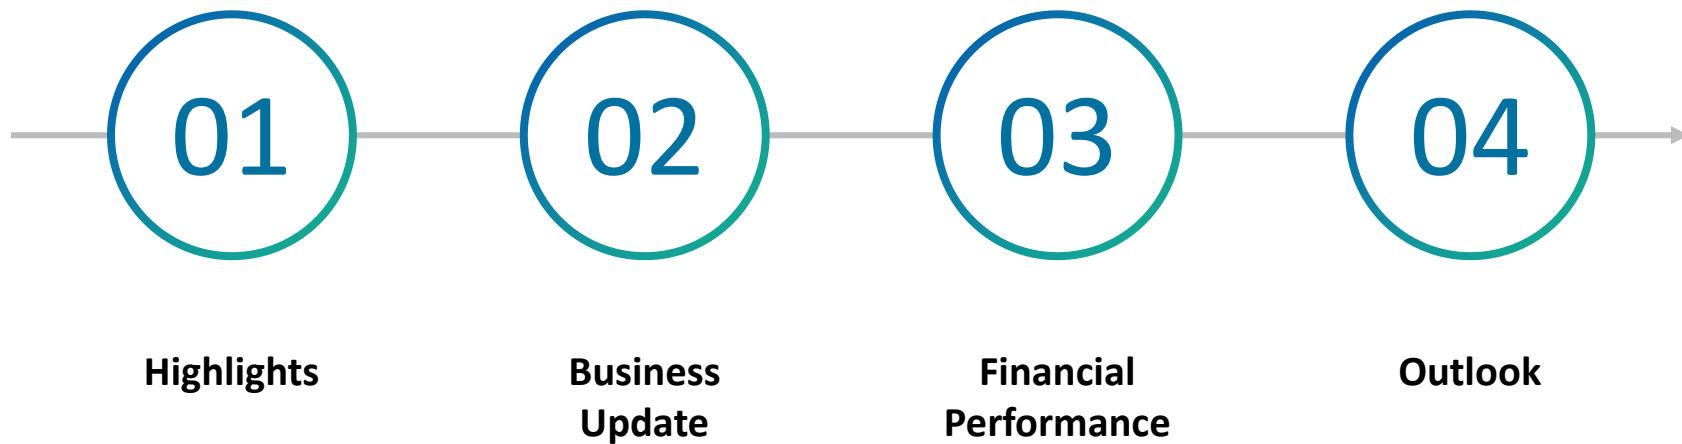 01
02
03
04
Highlights
Business
Update
Financial
Performance
Outlook